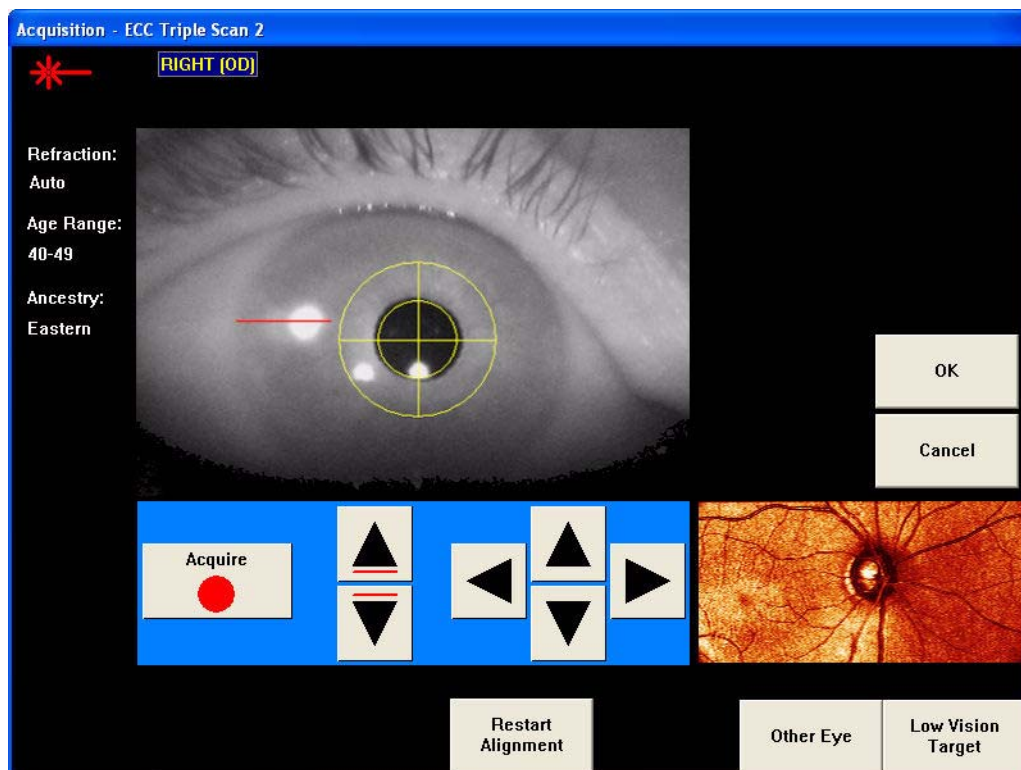 Acquisition - ECC Triple Scan 2
RIGHT (OD)
Refraction:
Auto
Age Range:
40-49
Ancestry:
Eastern
OK
Cancel
Acquire
Restart
Alignment
Other Eye
Low Vision
Target